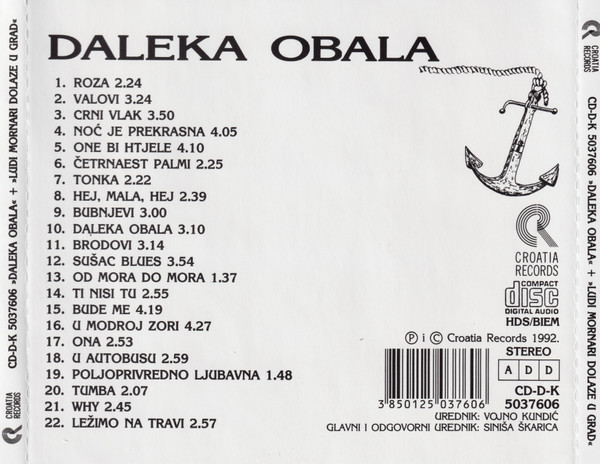 DALEKA OBALA
1. ROZA 2.24
2. VALOVI 3.24
3. CRNI VLAK 3.50
4. NOĆ JE PREKRASNA 4.05
5. ONE BI HTJELE 4.10
6. ČETRNAEST PALMI 2.25
7. TONKA 2.22
8. HEJ, MALA, HEJ 2.39
9. BUBNJEVI 3.00
10. DALEKA OBALA 3.10
11. BRODOVI 3.14
12. SUŠAC BLUES 3.54
13. OD MORA DO MORA 1.37
14. TI NISI TU 2.55
15. BUDE ME 4.19
16. U MODROJ ZORI 4.27
17. ONA 2.53
18. U AUTOBUSU 2.59
19. POLJOPRIVREDNO LJUBAVNA 1.48
20. TUMBA 2.07
21. WHY 2.45
22. LEŽIMO NA TRAVI 2.57
CROATIA
RECORDS
COMPACT
disc
DIGITAL AUDIO
HDS/BIEM
Ⓟ i © Croatia Records 1992.
STEREO
A D D
CD-D-K
5037606
3 850125 037606
UREDNIK: VOJNO KUNDIĆ
GLAVNI I ODGOVORNI UREDNIK: SINIŠA ŠKARICA
CROATIA
RECORDS
CD-D-K 5037606 »DALEKA OBALA« + »LUDI MORNARI DOLAZE U GRAD«
CROATIA
RECORDS
CD-D-K 5037606 »DALEKA OBALA« + »LUDI MORNARI DOLAZE U GRAD«